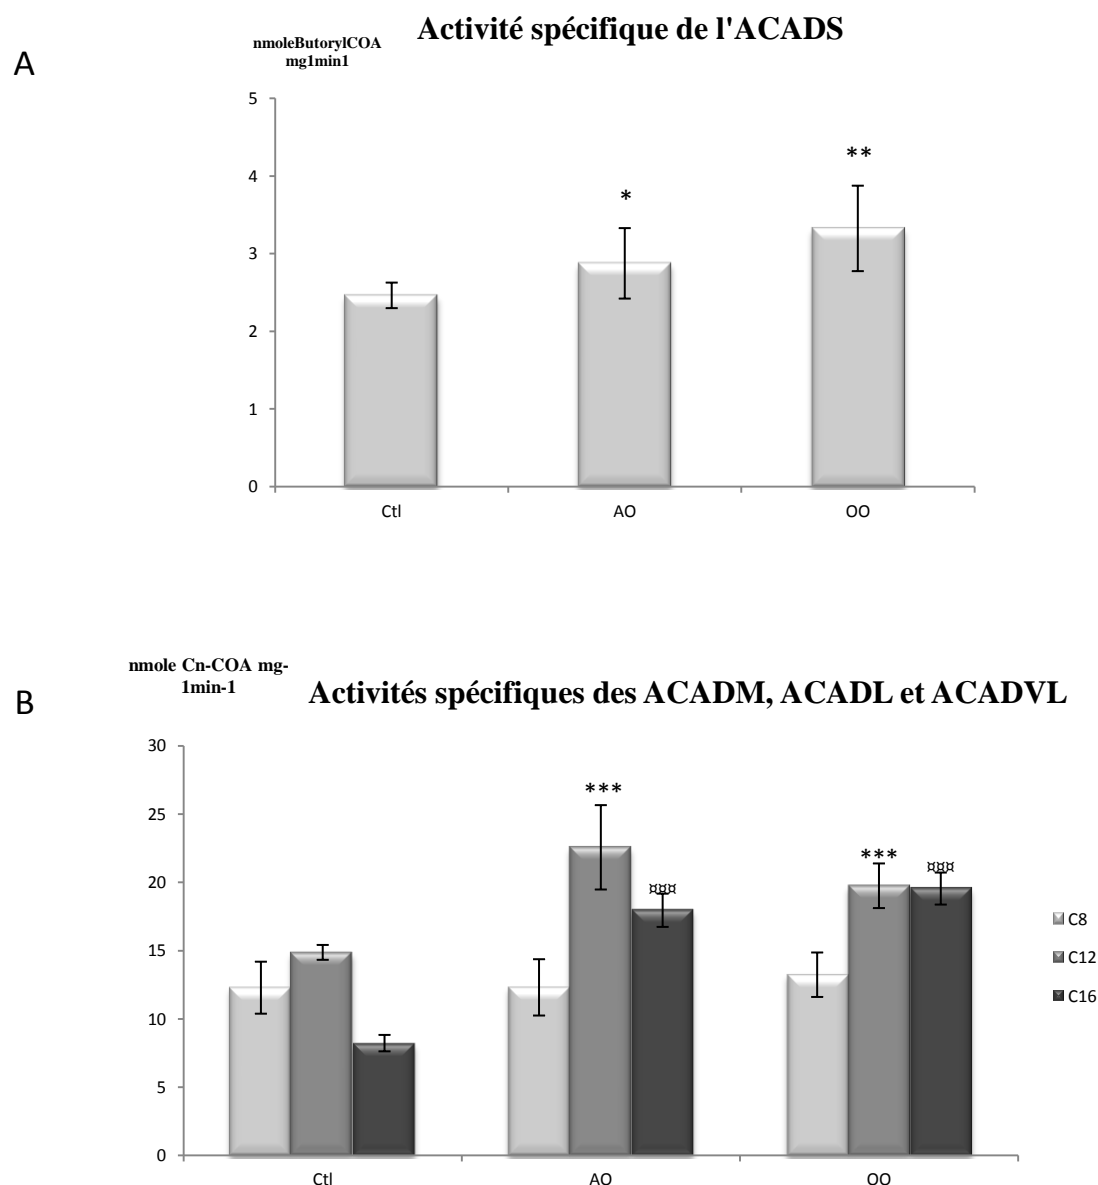 Activité spécifique de l'ACADS
nmoleButorylCOA
mg1min1
A
5
**
4
*
3
2
1
0
Ctl
AO
OO
nmole Cn-COA mg-
1min-1
B
Activités spécifiques des ACADM, ACADL et ACADVL
30
***
25
***
¤¤¤
¤¤¤
20
C8
15
C12
C16
10
5
0
Ctl
AO
OO